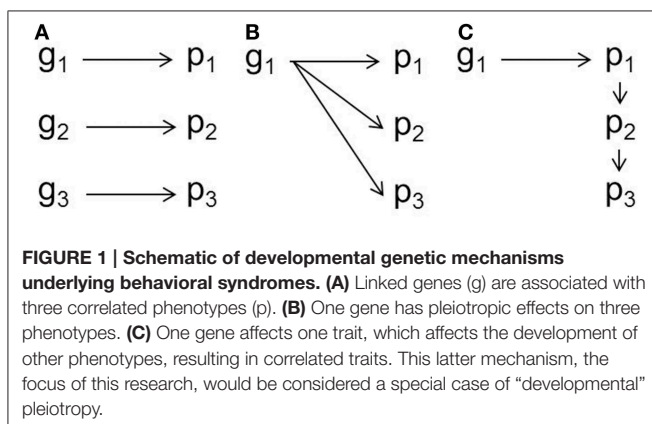 A B C
g₁ p₁ g₁ p₁ g₁ p₁
g₂ p₂ p₂ p₂
g₃ p₃ p₃ p₃
FIGURE 1 | Schematic of developmental genetic mechanisms
underlying behavioral syndromes. (A) Linked genes (g) are associated with
three correlated phenotypes (p). (B) One gene has pleiotropic effects on three
phenotypes. (C) One gene affects one trait, which affects the development of
other phenotypes, resulting in correlated traits. This latter mechanism, the
focus of this research, would be considered a special case of “developmental”
pleiotropy.